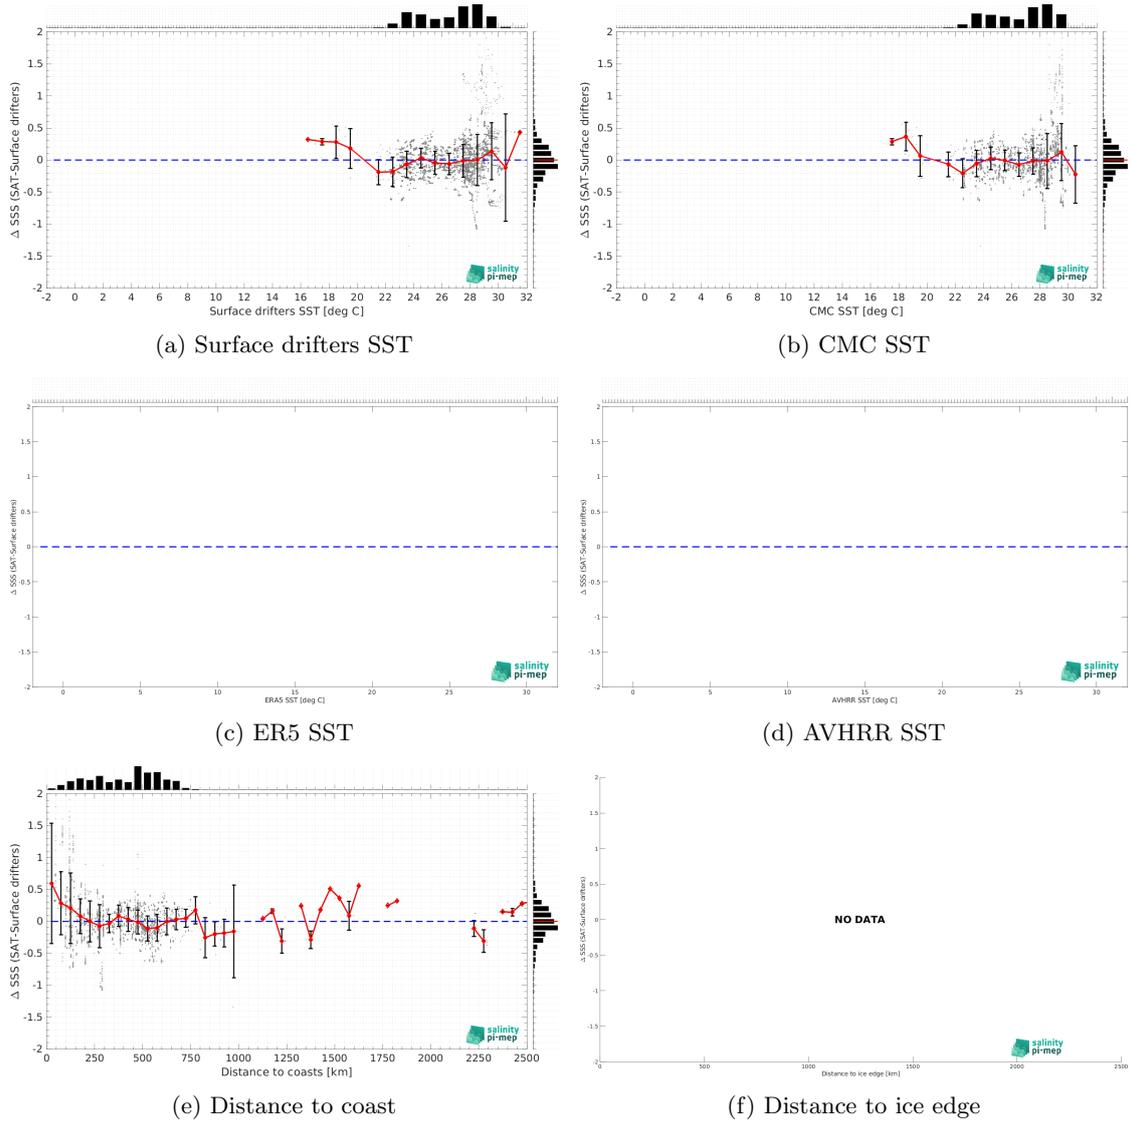 2
1.5
1
0.5
0
-0.5
-1
-1.5
-2
Δ SSS (SAT-Surface drifters)
salinity
pi-mep
-2 0 2 4 6 8 10 12 14 16 18 20 22 24 26 28 30 32
Surface drifters SST [deg C]
(a) Surface drifters SST
2
1.5
1
0.5
0
-0.5
-1
-1.5
-2
Δ SSS (SAT-Surface drifters)
salinity
pi-mep
-2 0 2 4 6 8 10 12 14 16 18 20 22 24 26 28 30 32
CMC SST [deg C]
(b) CMC SST
2
1.5
1
0.5
0
-0.5
-1
-1.5
-2
Δ SSS (SAT-Surface drifters)
salinity
pi-mep
0 5 10 15 20 25 30
ERA5 SST [deg C]
(c) ER5 SST
2
1.5
1
0.5
0
-0.5
-1
-1.5
-2
Δ SSS (SAT-Surface drifters)
salinity
pi-mep
0 5 10 15 20 25 30
AVHRR SST [deg C]
(d) AVHRR SST
2
1.5
1
0.5
0
-0.5
-1
-1.5
-2
Δ SSS (SAT-Surface drifters)
salinity
pi-mep
0 250 500 750 1000 1250 1500 1750 2000 2250 2500
Distance to coasts [km]
(e) Distance to coast
2
1.5
1
0.5
0
-0.5
-1
-1.5
-2
Δ SSS (SAT-Surface drifters)
NO DATA
salinity
pi-mep
0 500 1000 1500 2000 2500
Distance to ice edge [km]
(f) Distance to ice edge